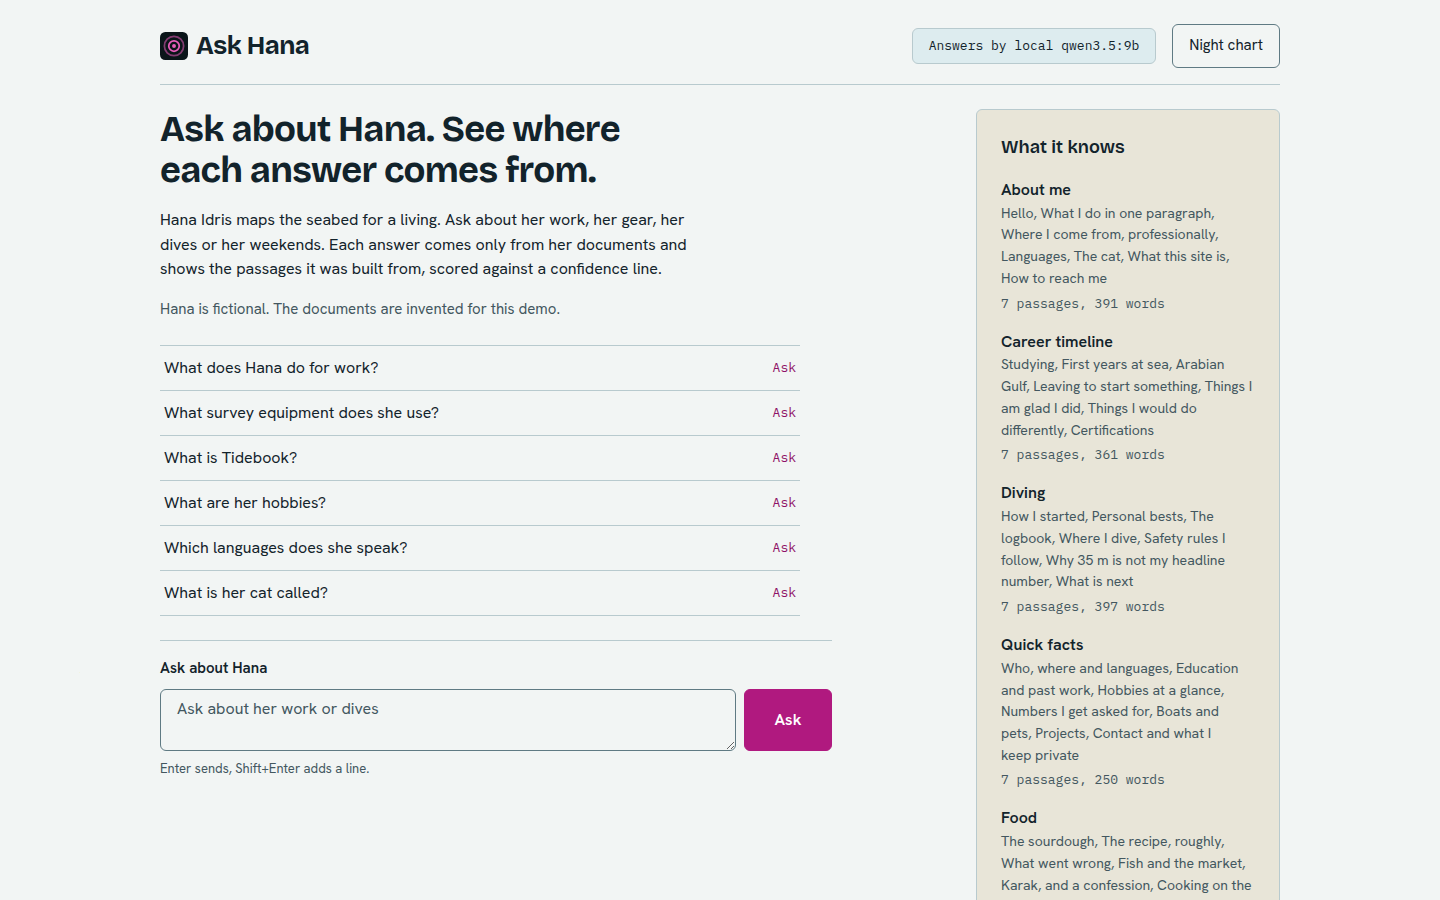 Ask Hana
Answers by local qwen3.5:9b
Night chart
Ask about Hana. See where
each answer comes from.
Hana Idris maps the seabed for a living. Ask about her work, her gear, her
dives or her weekends. Each answer comes only from her documents and
shows the passages it was built from, scored against a confidence line.
Hana is fictional. The documents are invented for this demo.
What does Hana do for work? Ask
What survey equipment does she use? Ask
What is Tidebook? Ask
What are her hobbies? Ask
Which languages does she speak? Ask
What is her cat called? Ask
Ask about Hana
Ask about her work or dives
Ask
Enter sends, Shift+Enter adds a line.
What it knows
About me
Hello, What I do in one paragraph,
Where I come from, professionally,
Languages, The cat, What this site is,
How to reach me
7 passages, 391 words
Career timeline
Studying, First years at sea, Arabian
Gulf, Leaving to start something, Things I
am glad I did, Things I would do
differently, Certifications
7 passages, 361 words
Diving
How I started, Personal bests, The
logbook, Where I dive, Safety rules I
follow, Why 35 m is not my headline
number, What is next
7 passages, 397 words
Quick facts
Who, where and languages, Education
and past work, Hobbies at a glance,
Numbers I get asked for, Boats and
pets, Projects, Contact and what I
keep private
7 passages, 250 words
Food
The sourdough, The recipe, roughly,
What went wrong, Fish and the market,
Karak, and a confession, Cooking on the